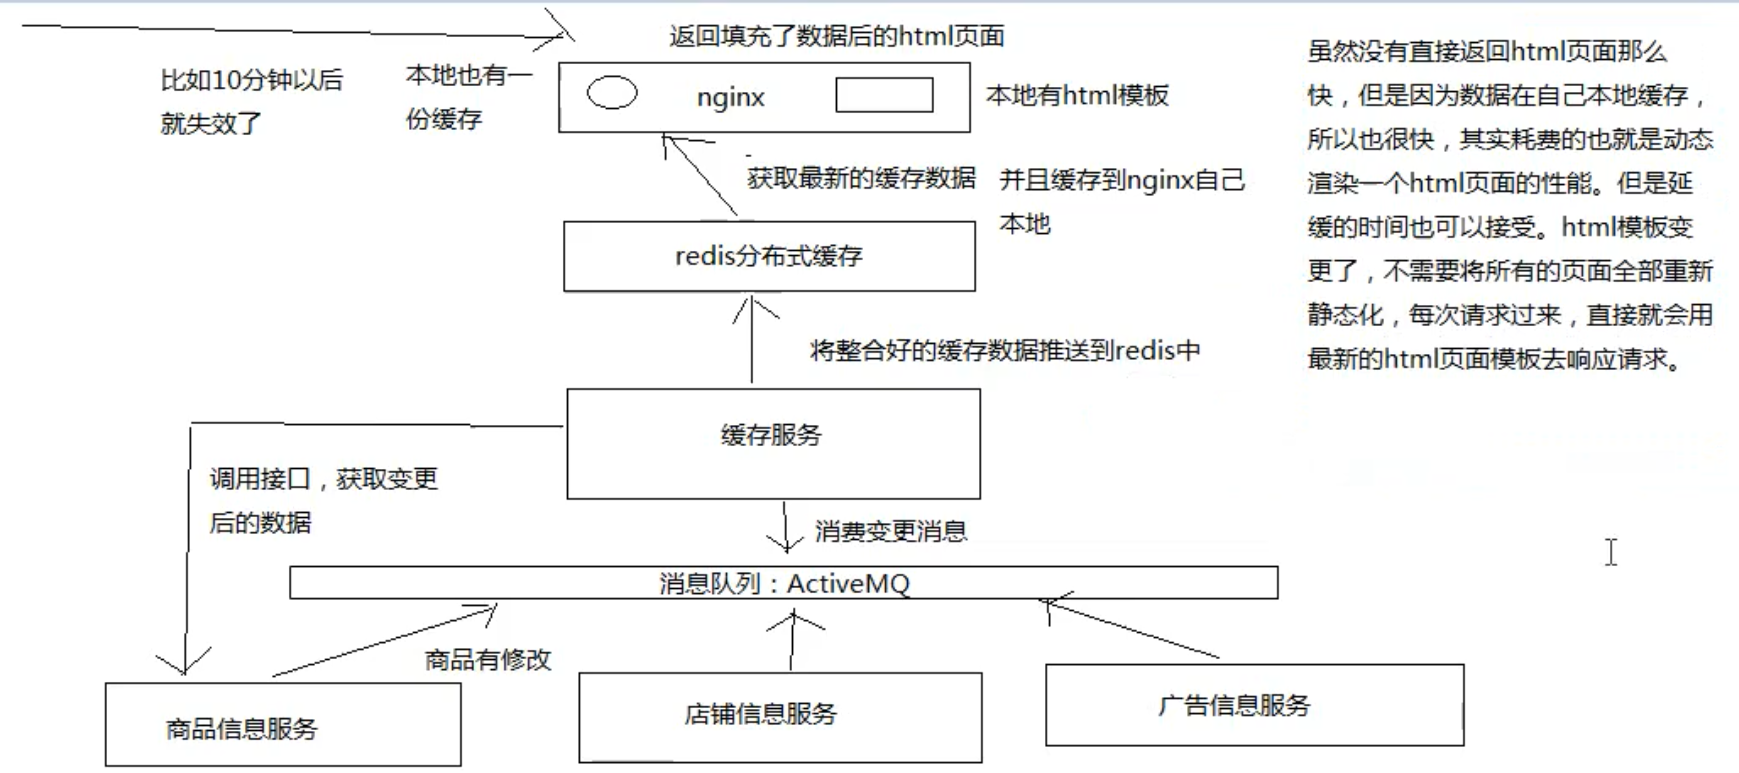 返回填充了数据后的html页面
比如10分钟以后
就失效了
本地也有一
份缓存
nginx
本地有html模板
获取最新的缓存数据
并且缓存到nginx自己
本地
redis分布式缓存
将整合好的缓存数据推送到redis中
缓存服务
调用接口，获取变更
后的数据
消费变更消息
消息队列：ActiveMQ
商品有修改
商品信息服务
店铺信息服务
广告信息服务
虽然没有直接返回html页面那么
快，但是因为数据在自己本地缓存，
所以也很快，其实耗费的也就是动态
渲染一个html页面的性能。但是延
缓的时间也可以接受。html模板变
更了，不需要将所有的页面全部重新
静态化，每次请求过来，直接就会用
最新的html页面模板去响应请求。